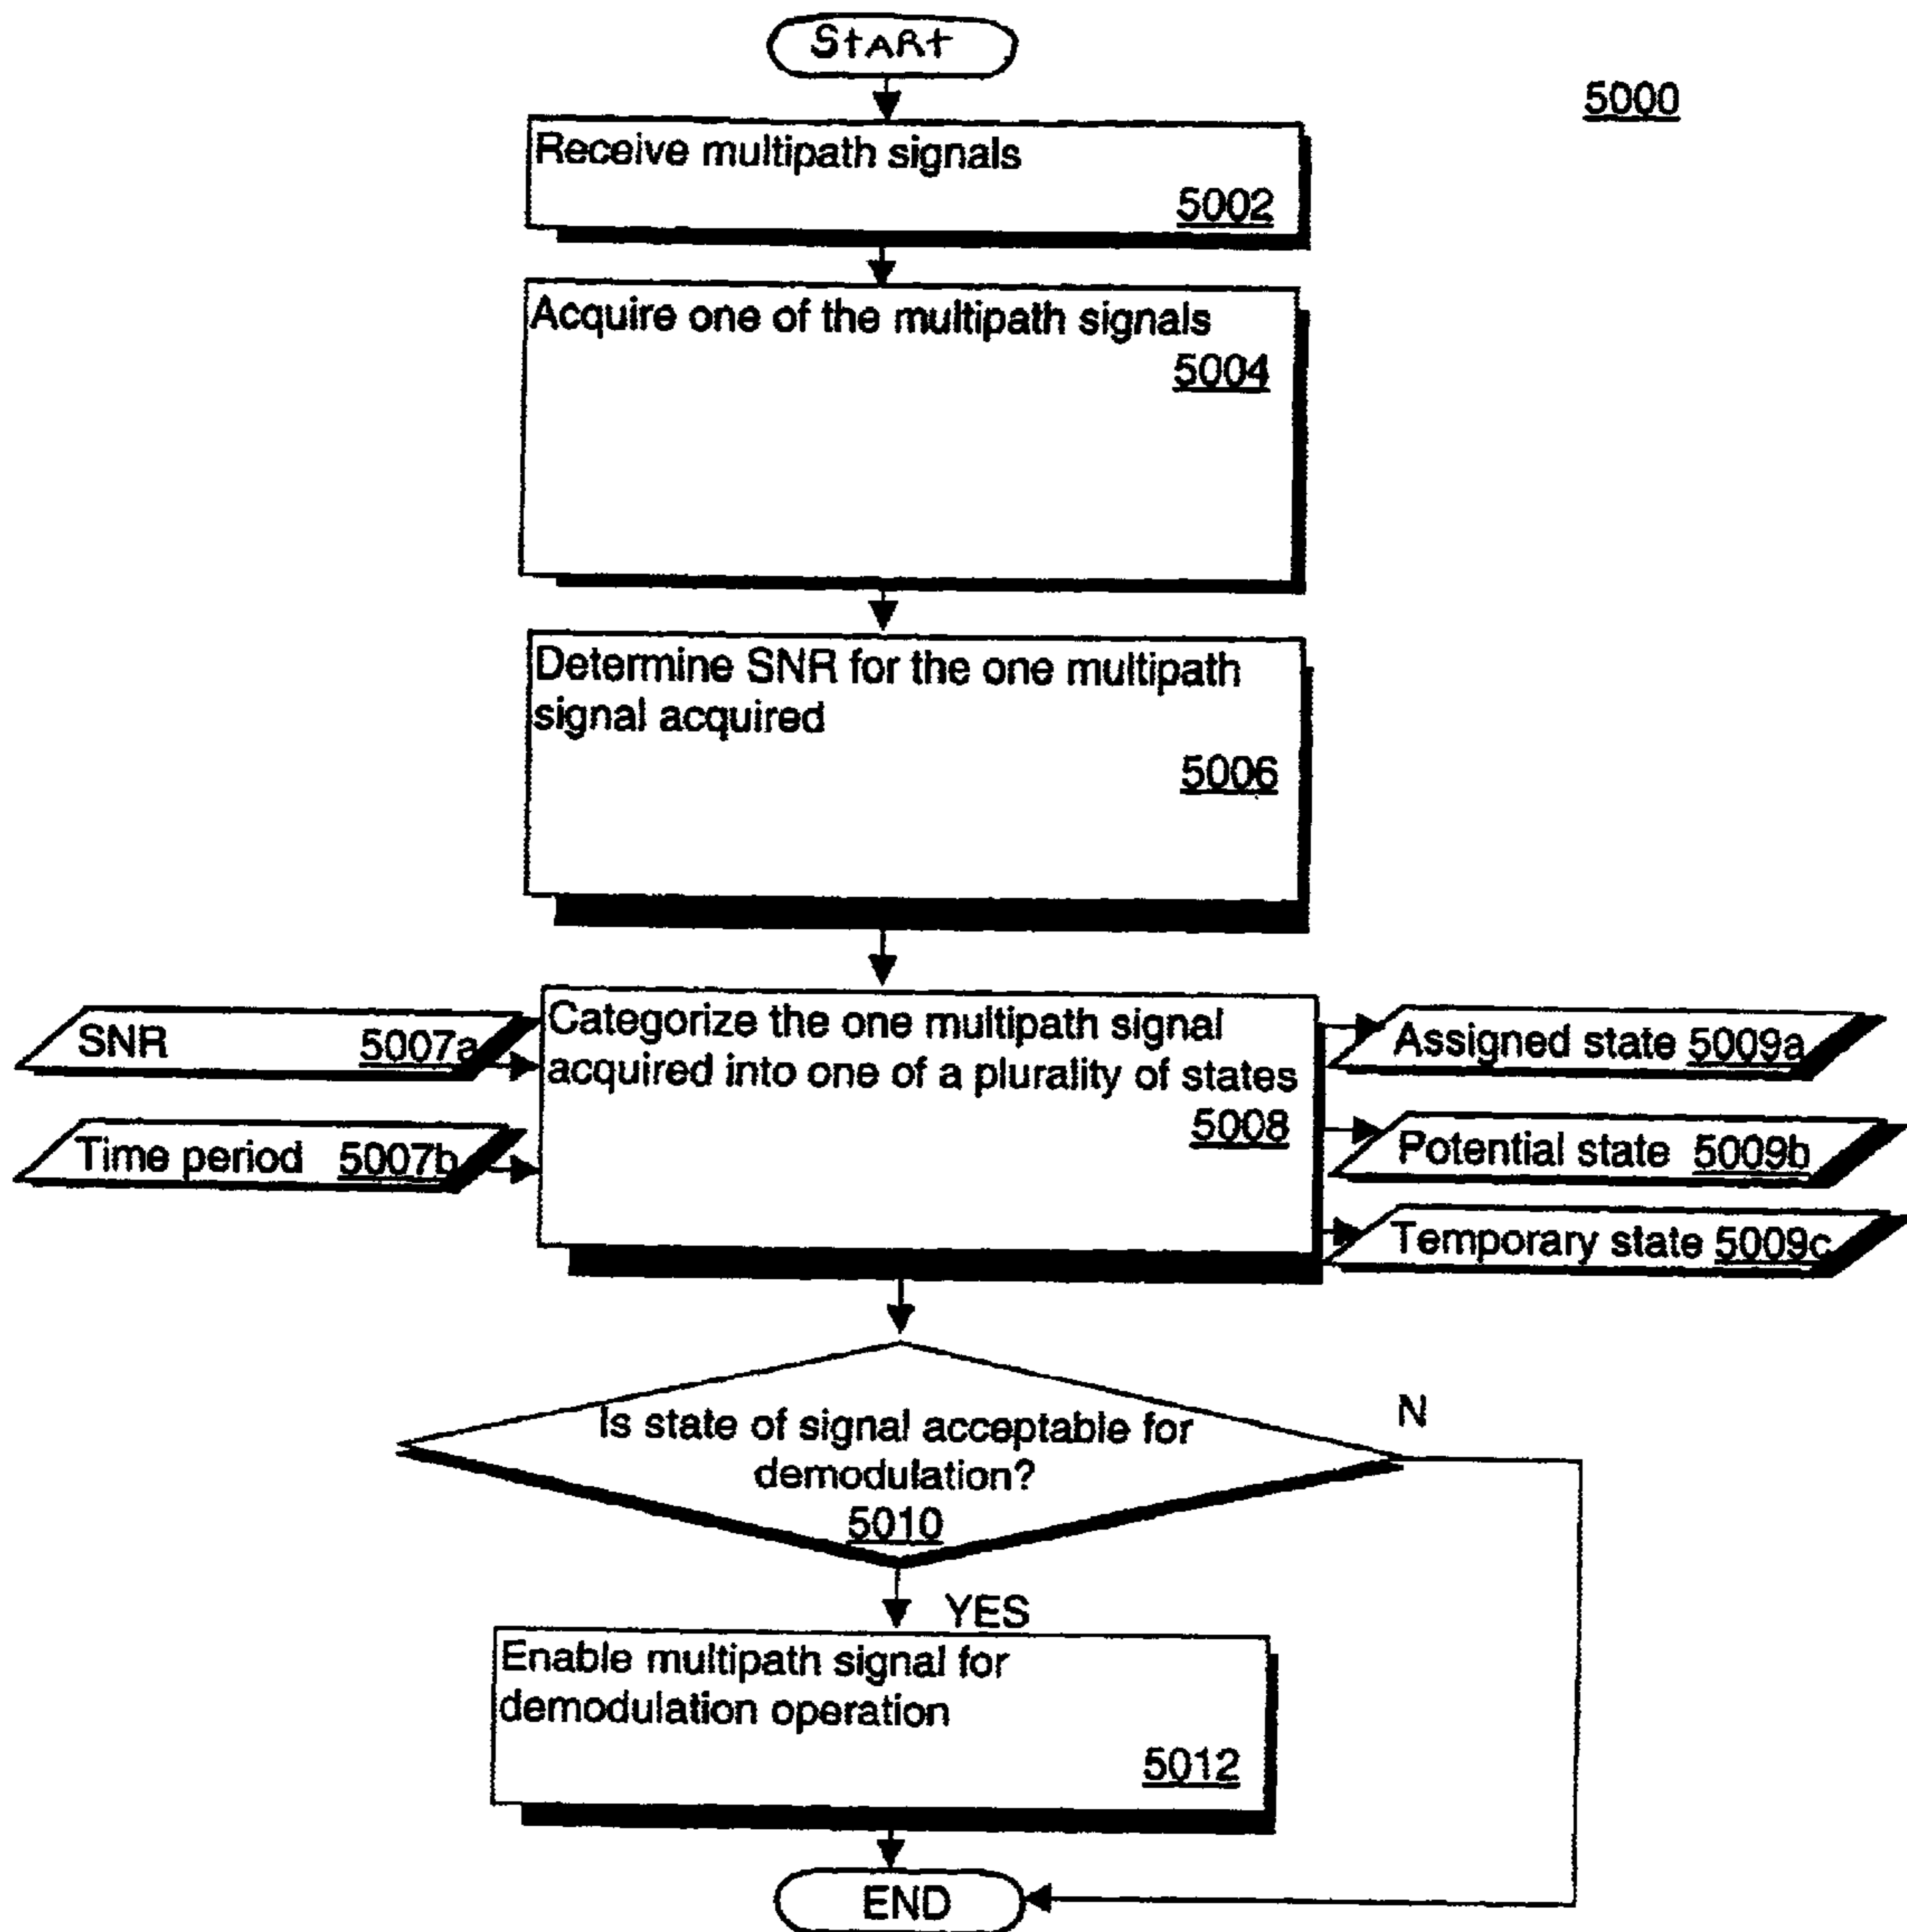 StARt
5000
Receive multipath signals
5002
Acquire one of the multipath signals
5004
Determine SNR for the one multipath
signal acquired
5006
SNR 5007a
Time period 5007b
Categorize the one multipath signal
acquired into one of a plurality of states
5008
Assigned state 5009a
Potential state 5009b
Temporary state 5009c
Is state of signal acceptable for
demodulation?
5010
N
YES
Enable multipath signal for
demodulation operation
5012
END